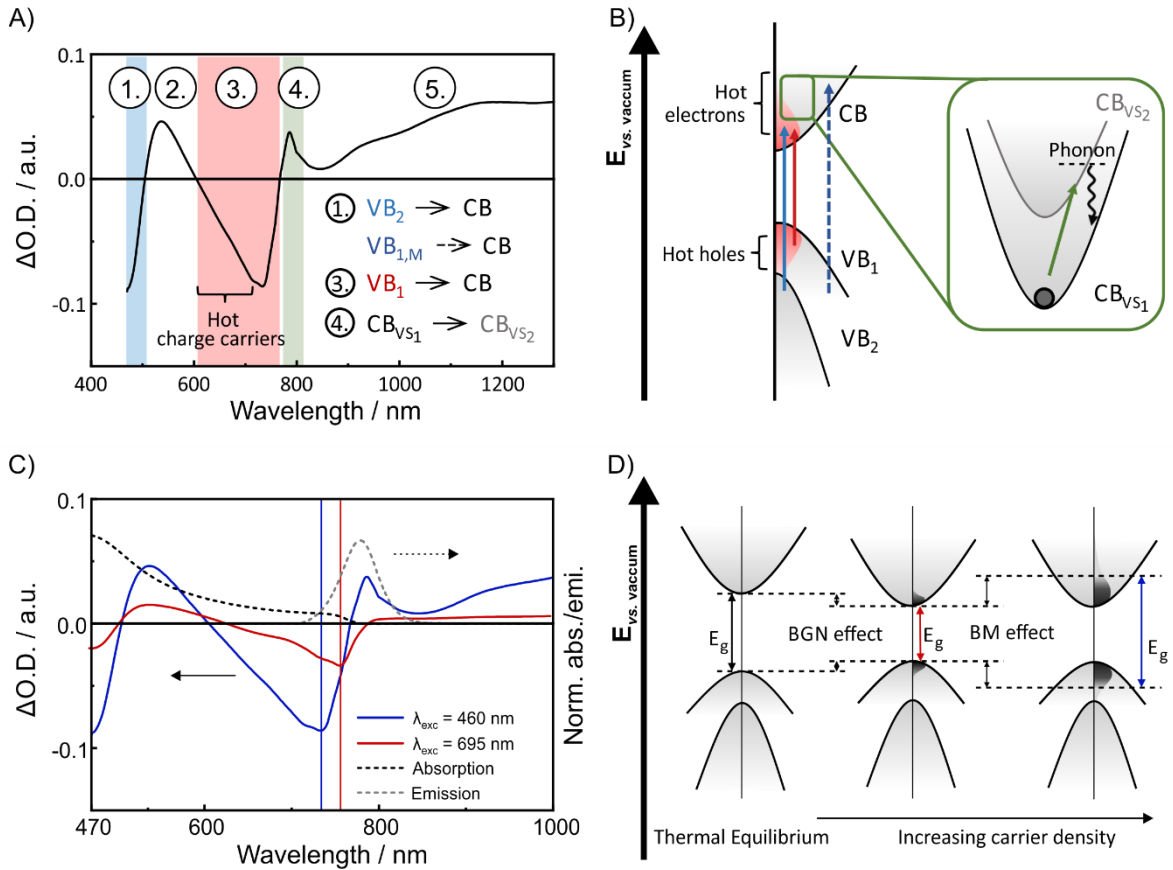 A)
0.1
0.0
-0.1
ΔO.D. / a.u.
1.
2.
3.
4.
5.
1. VB2 → CB
VB1,M ⇢ CB
3. VB1 → CB
4. CBVS1 → CBVS2
Hot
charge carriers
400
600
800
1000
1200
Wavelength / nm
B)
E vs. vaccum
Hot
electrons
CB
Hot holes
VB1
VB2
CBVS2
Phonon
CBVS1
C)
0.1
0.0
-0.1
ΔO.D. / a.u.
Norm. abs./emi.
λexc = 460 nm
λexc = 695 nm
Absorption
Emission
470
600
800
1000
Wavelength / nm
D)
E vs. vaccum
Eg
BGN effect
Eg
BM effect
Eg
Thermal Equilibrium
Increasing carrier density